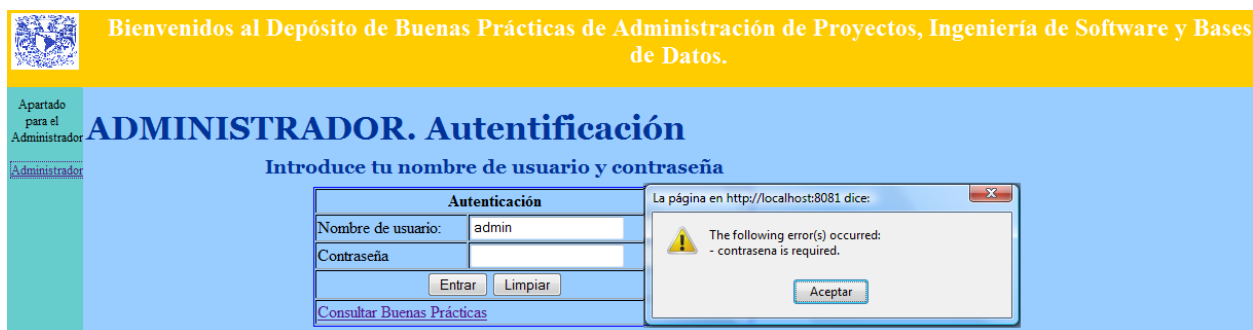 Bienvenidos al Depósito de Buenas Prácticas de Administración de Proyectos, Ingeniería de Software y Bases
de Datos.
Apartado
para el
Administrador
Administrador
ADMINISTRADOR. Autentificación
Introduce tu nombre de usuario y contraseña
Autenticación
Nombre de usuario: admin
Contraseña
Entrar Limpiar
Consultar Buenas Prácticas
La página en http://localhost:8081 dice:
The following error(s) occurred:
- contrasena is required.
Aceptar